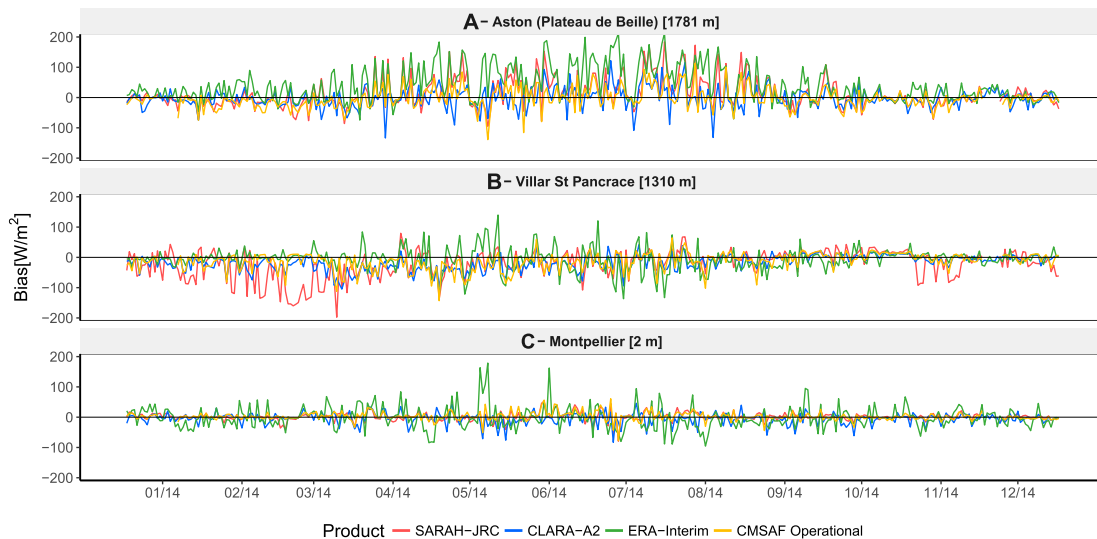 A− Aston (Plateau de Beille) [1781 m]
200
100
0
−100
−200
B− Villar St Pancrace [1310 m]
200
100
0
−100
−200
Bias[W/m²]
C− Montpellier [2 m]
200
100
0
−100
−200
01/14 02/14 03/14 04/14 05/14 06/14 07/14 08/14 09/14 10/14 11/14 12/14
Product SARAH−JRC CLARA−A2 ERA−Interim CMSAF Operational